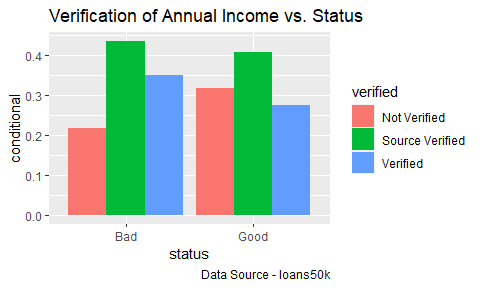 Verification of Annual Income vs. Status
conditional
0.4
0.3
0.2
0.1
0.0
Bad
Good
status
verified
Not Verified
Source Verified
Verified
Data Source - loans50k